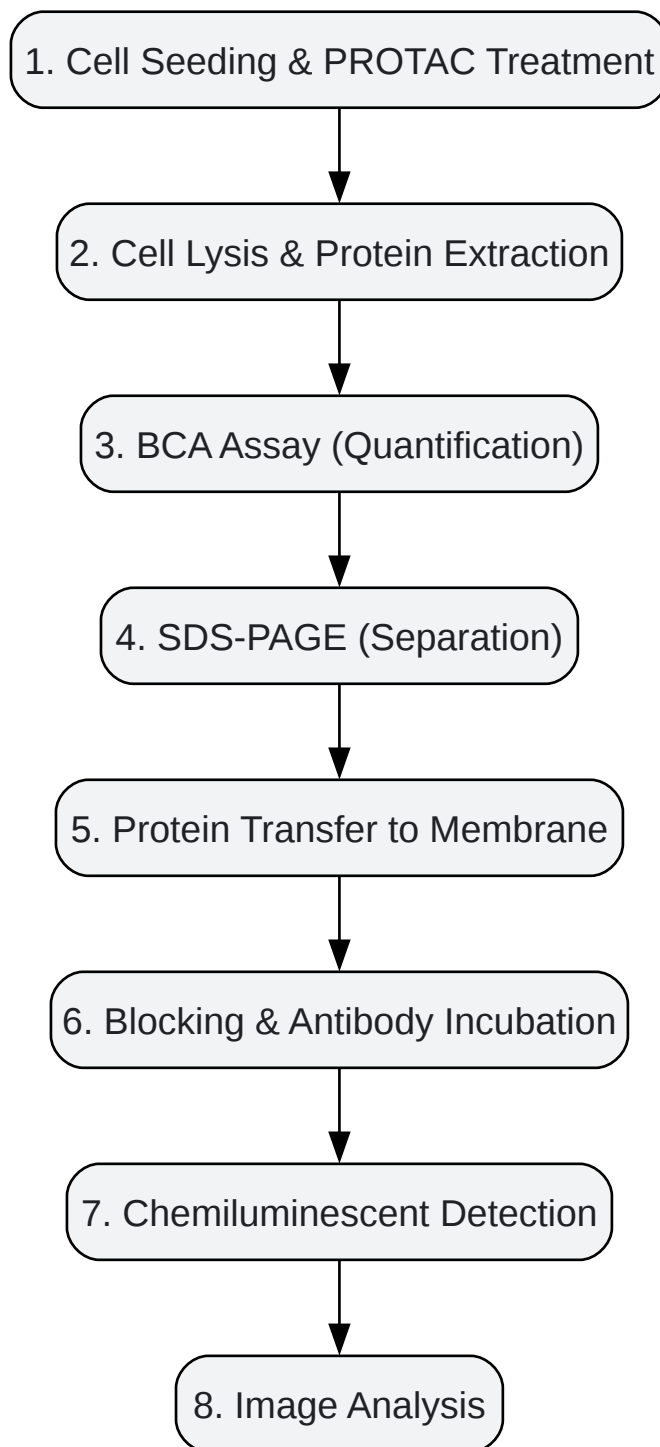 1. Cell Seeding & PROTAC Treatment
2. Cell Lysis & Protein Extraction
3. BCA Assay (Quantification)
4. SDS-PAGE (Separation)
5. Protein Transfer to Membrane
6. Blocking & Antibody Incubation
7. Chemiluminescent Detection
8. Image Analysis